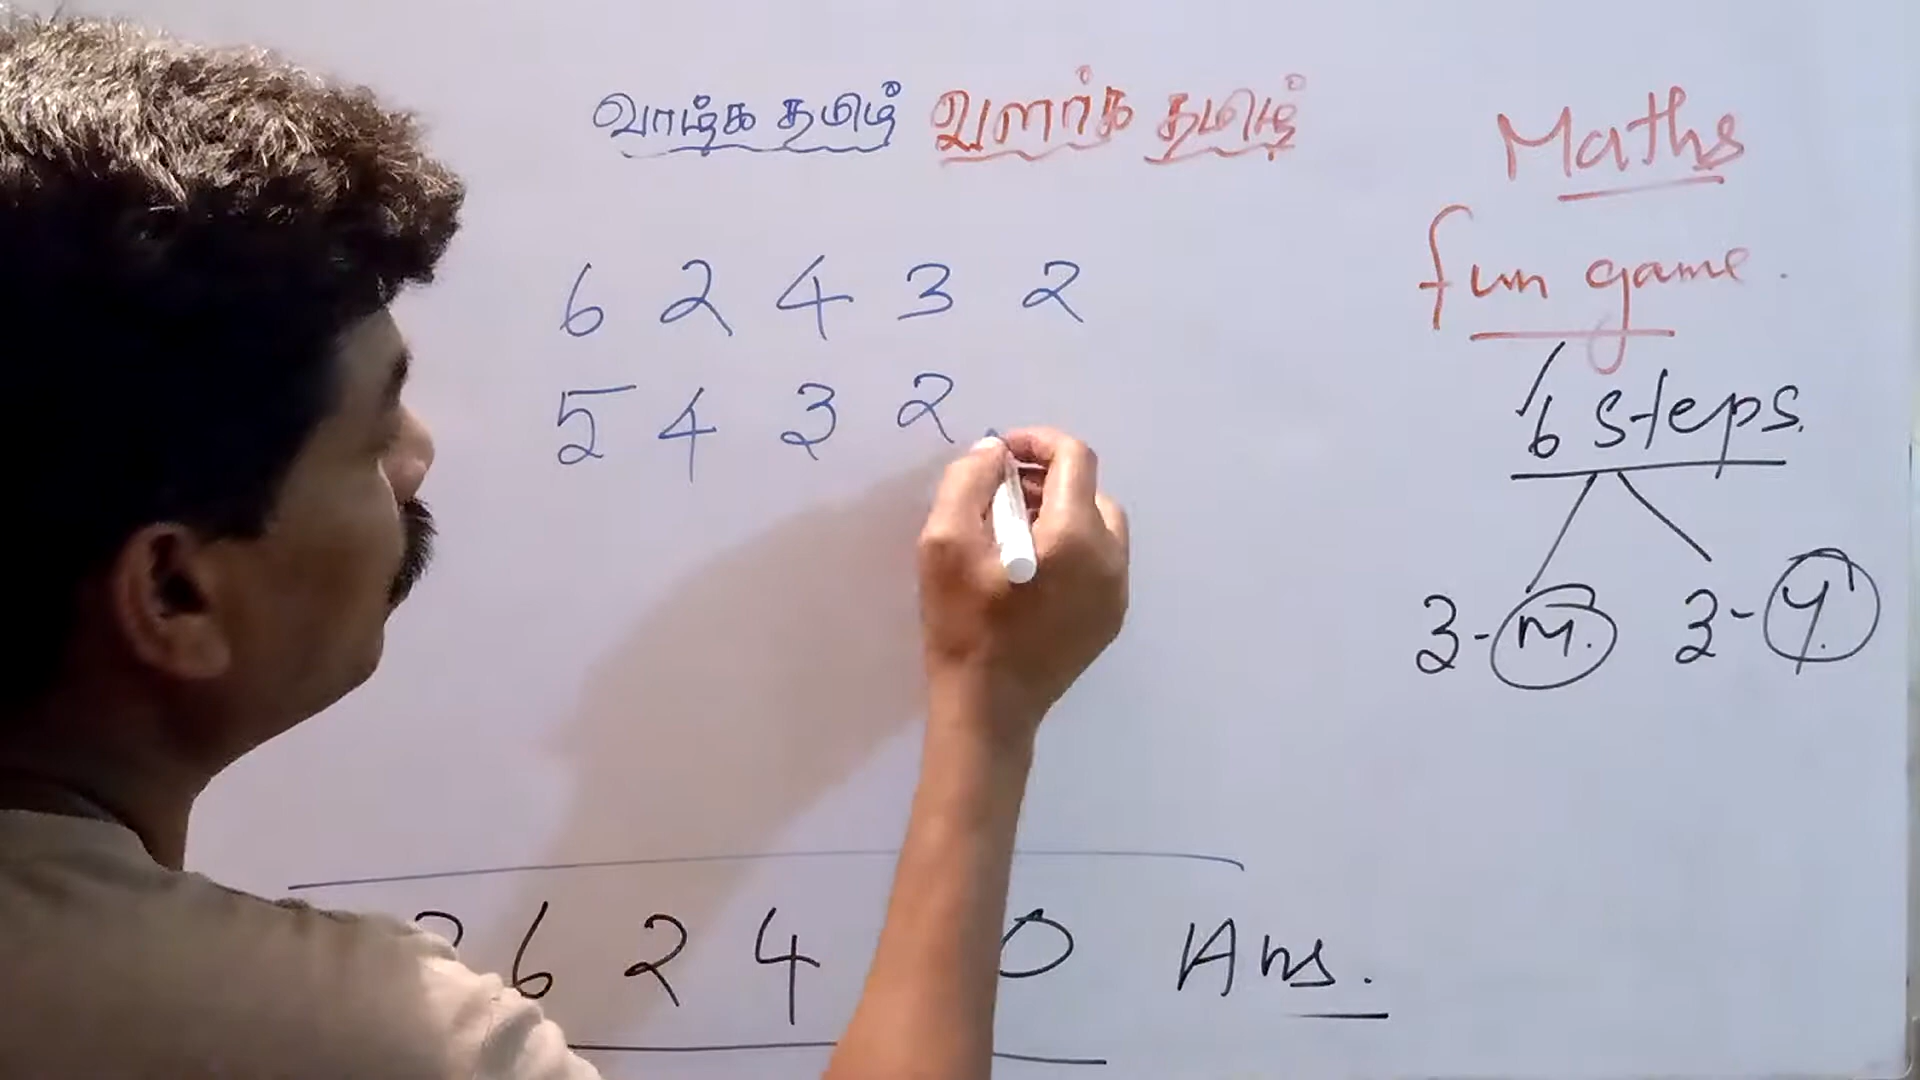 வாழ்க தமிழ் வளர்க தமிழ்
Maths
fun game.
6 2 4 3 2
5 4 3 2
6 steps.
3-M. 3-Y.
2 6 2 4 0 Ans.